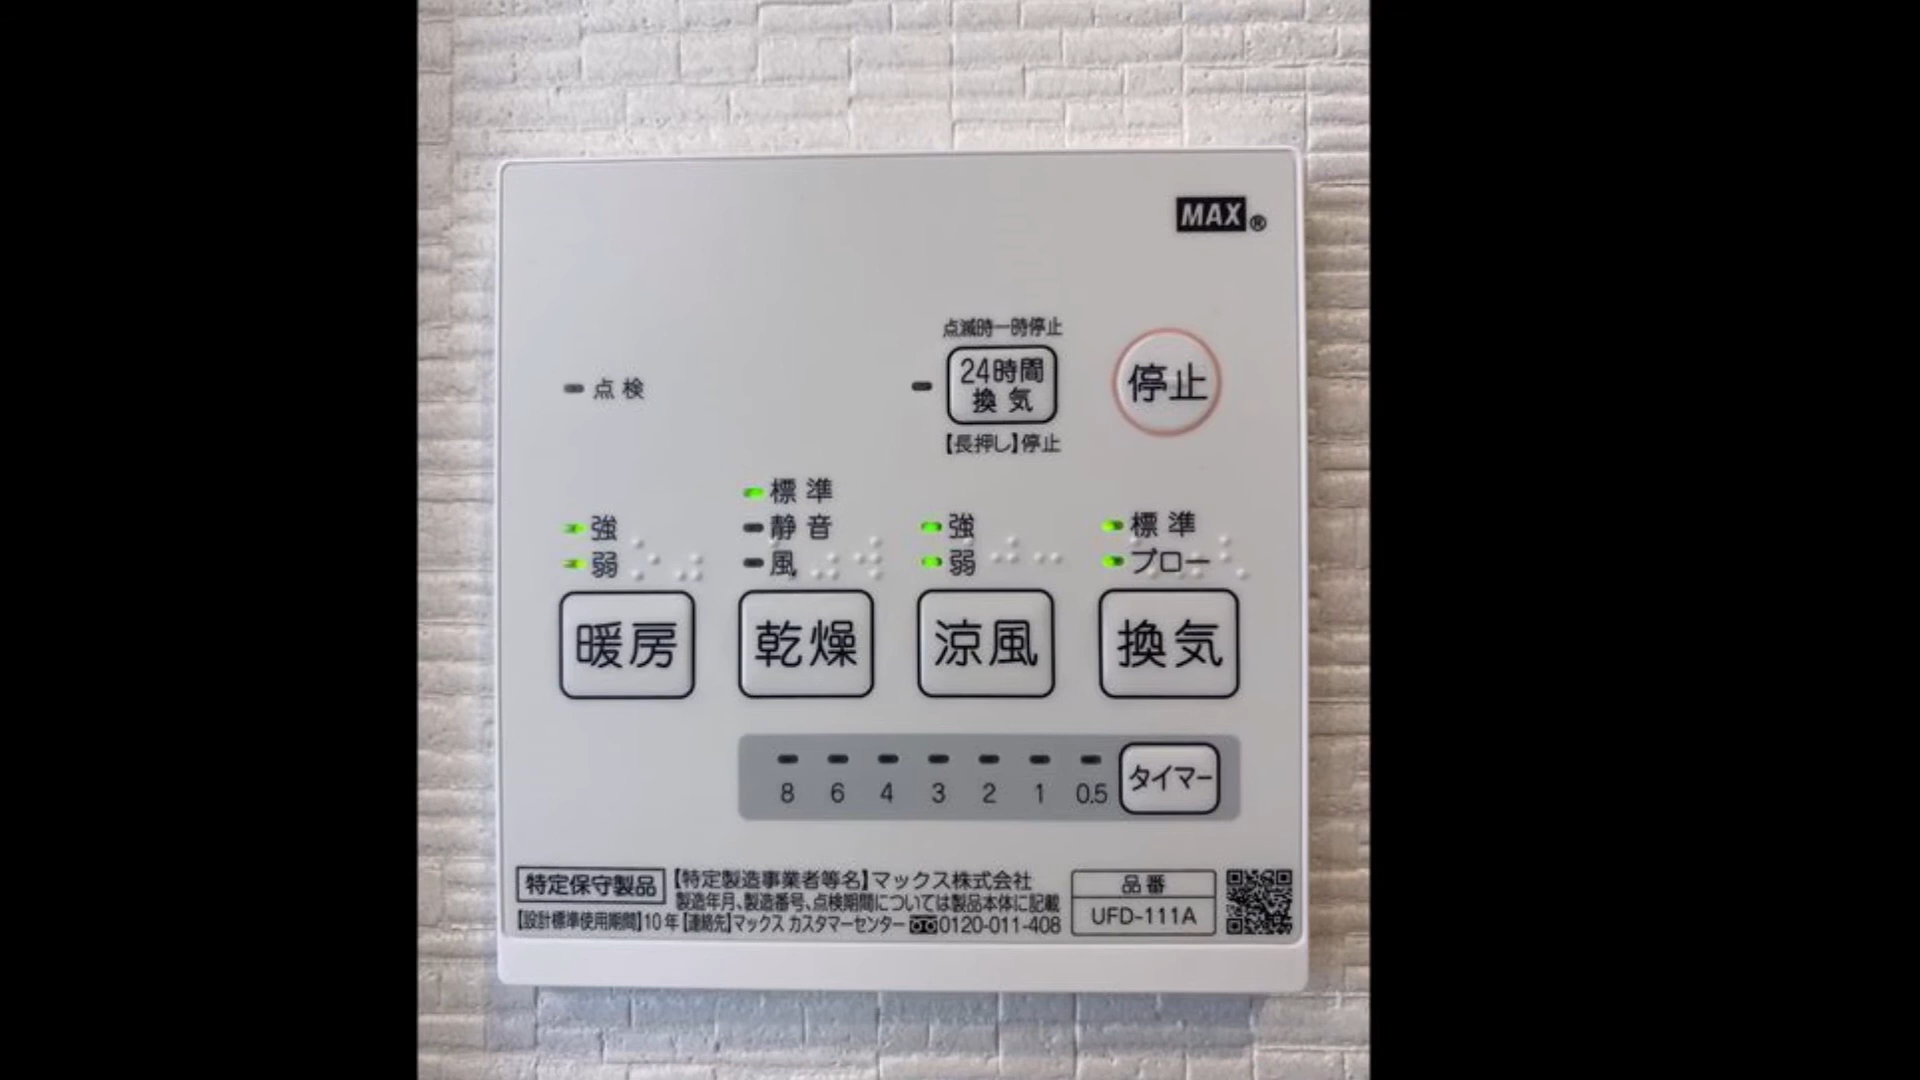 MAX®
点滅時一時停止
点検
24時間
換気
停止
【長押し】停止
強
弱
標準
静音
風
強
弱
標準
ブロー
暖房
乾燥
涼風
換気
8 6 4 3 2 1 0.5
タイマー
特定保守製品
【特定製造事業者等名】マックス株式会社
製造年月、製造番号、点検期間については製品本体に記載
【設計標準使用期間】10年【連絡先】マックス カスタマーセンター 0120-011-408
品番
UFD-111A